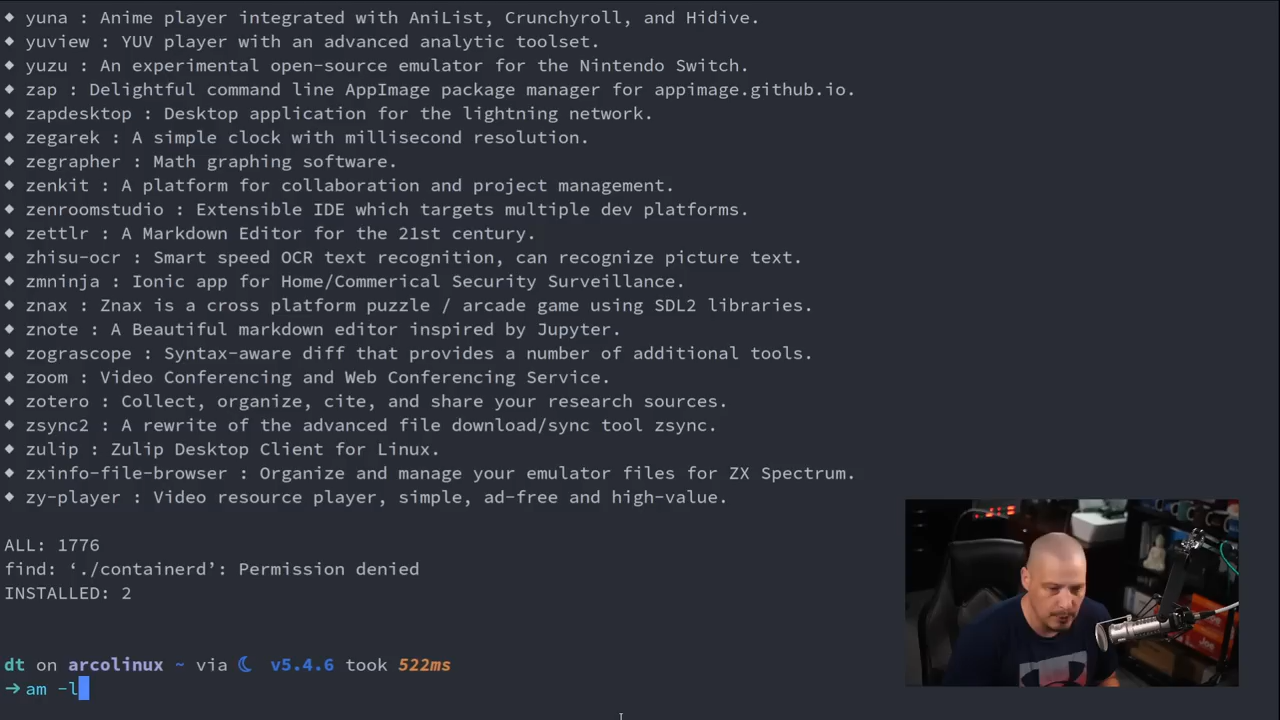 ◆ yuna : Anime player integrated with AniList, Crunchyroll, and Hidive.
◆ yuview : YUV player with an advanced analytic toolset.
◆ yuzu : An experimental open-source emulator for the Nintendo Switch.
◆ zap : Delightful command line AppImage package manager for appimage.github.io.
◆ zapdesktop : Desktop application for the lightning network.
◆ zegarek : A simple clock with millisecond resolution.
◆ zegrapher : Math graphing software.
◆ zenkit : A platform for collaboration and project management.
◆ zenroomstudio : Extensible IDE which targets multiple dev platforms.
◆ zettlr : A Markdown Editor for the 21st century.
◆ zhisu-ocr : Smart speed OCR text recognition, can recognize picture text.
◆ zmninja : Ionic app for Home/Commerical Security Surveillance.
◆ znax : Znax is a cross platform puzzle / arcade game using SDL2 libraries.
◆ znote : A Beautiful markdown editor inspired by Jupyter.
◆ zograscope : Syntax-aware diff that provides a number of additional tools.
◆ zoom : Video Conferencing and Web Conferencing Service.
◆ zotero : Collect, organize, cite, and share your research sources.
◆ zsync2 : A rewrite of the advanced file download/sync tool zsync.
◆ zulip : Zulip Desktop Client for Linux.
◆ zxinfo-file-browser : Organize and manage your emulator files for ZX Spectrum.
◆ zy-player : Video resource player, simple, ad-free and high-value.
ALL: 1776
find: ‘./containerd’: Permission denied
INSTALLED: 2
dt on arcolinux ~ via ☾ v5.4.6 took 522ms
→ am -l